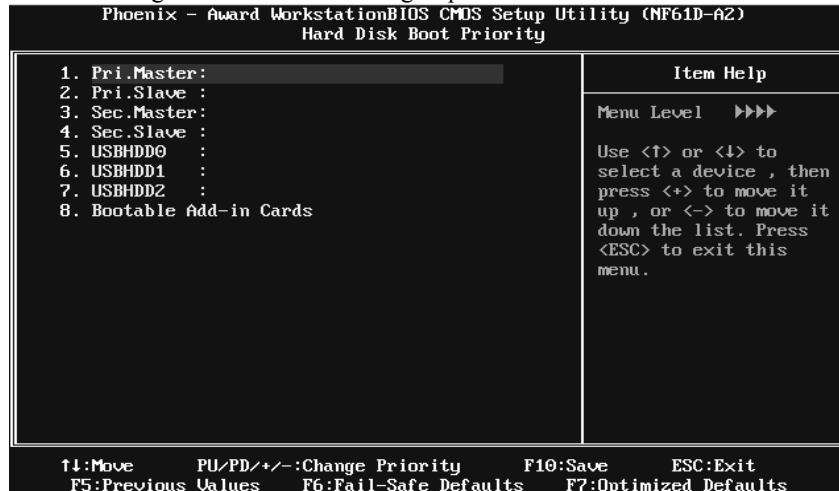 Phoenix - Award WorkstationBIOS CMOS Setup Utility (NF61D-A2)
Hard Disk Boot Priority
1. Pri.Master:
2. Pri.Slave :
3. Sec.Master:
4. Sec.Slave :
5. USBHDD0 :
6. USBHDD1 :
7. USBHDD2 :
8. Bootable Add-in Cards
Item Help
Menu Level ▶▶▶▶
Use <↑> or <↓> to
select a device , then
press <+> to move it
up , or <-> to move it
down the list. Press
<ESC> to exit this
menu.
↑↓:Move PU/PD/+/-:Change Priority F10:Save ESC:Exit
F5:Previous Values F6:Fail-Safe Defaults F7:Optimized Defaults